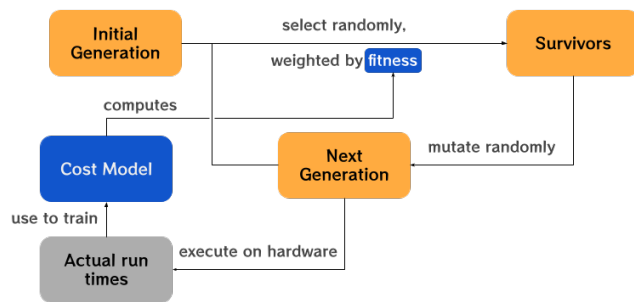 Initial
Generation
select randomly,
weighted by fitness
Survivors
computes
Cost Model
Next
Generation
mutate randomly
use to train
Actual run
times
execute on hardware